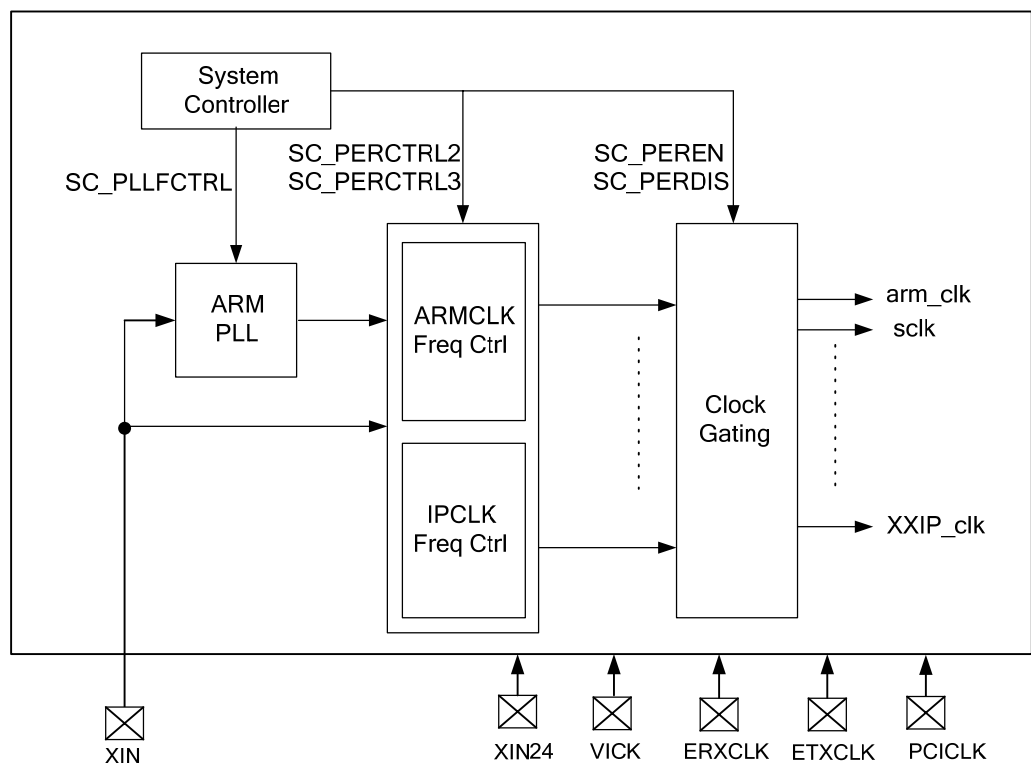 System
Controller
SC_PLLFCTRL
SC_PERCTRL2
SC_PERCTRL3
SC_PEREN
SC_PERDIS
ARM
PLL
ARMCLK
Freq Ctrl
IPCLK
Freq Ctrl
Clock
Gating
arm_clk
sclk
XXIP_clk
XIN
XIN24
VICK
ERXCLK
ETXCLK
PCICLK